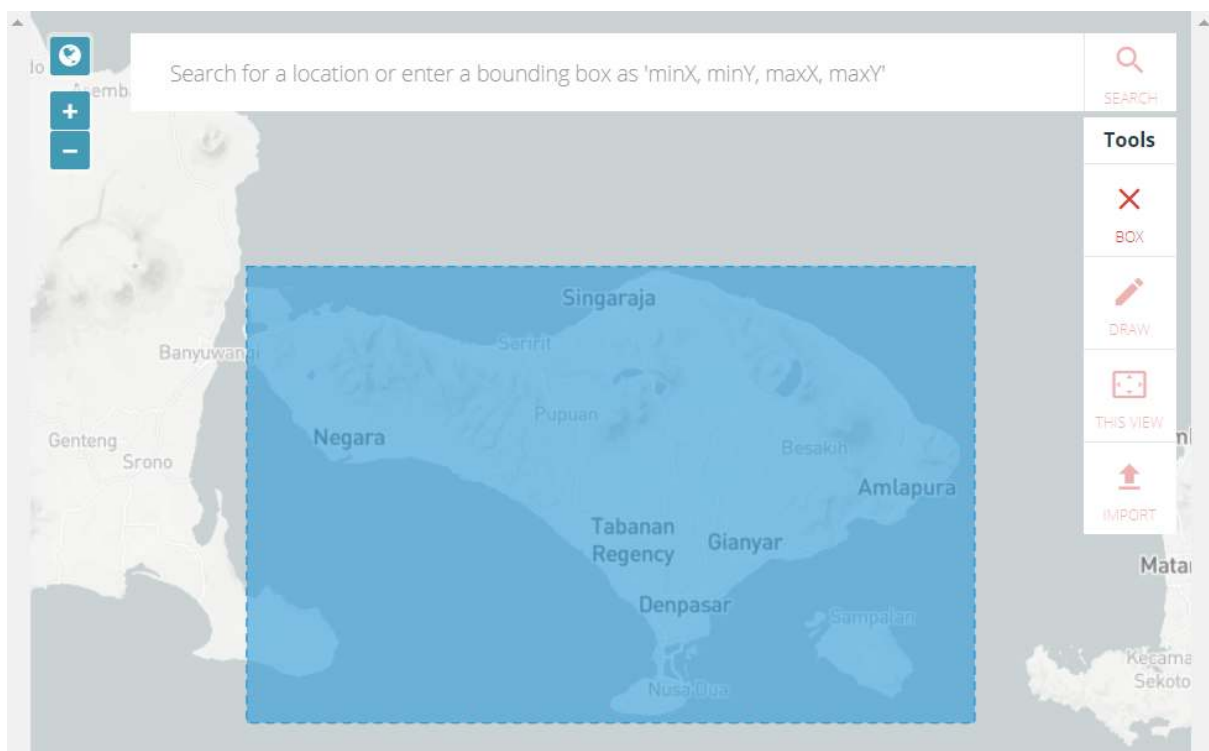 Search for a location or enter a bounding box as 'minX, minY, maxX, maxY'
SEARCH
Tools
BOX
DRAW
THIS VIEW
IMPORT
Singaraja
Seririt
Banyuwangi
Pupuan
Negara
Genteng
Srono
Besakih
Amlapura
Tabanan
Regency
Gianyar
Matar
Denpasar
Sampalan
Nusa Dua
Kecama
Sekoto